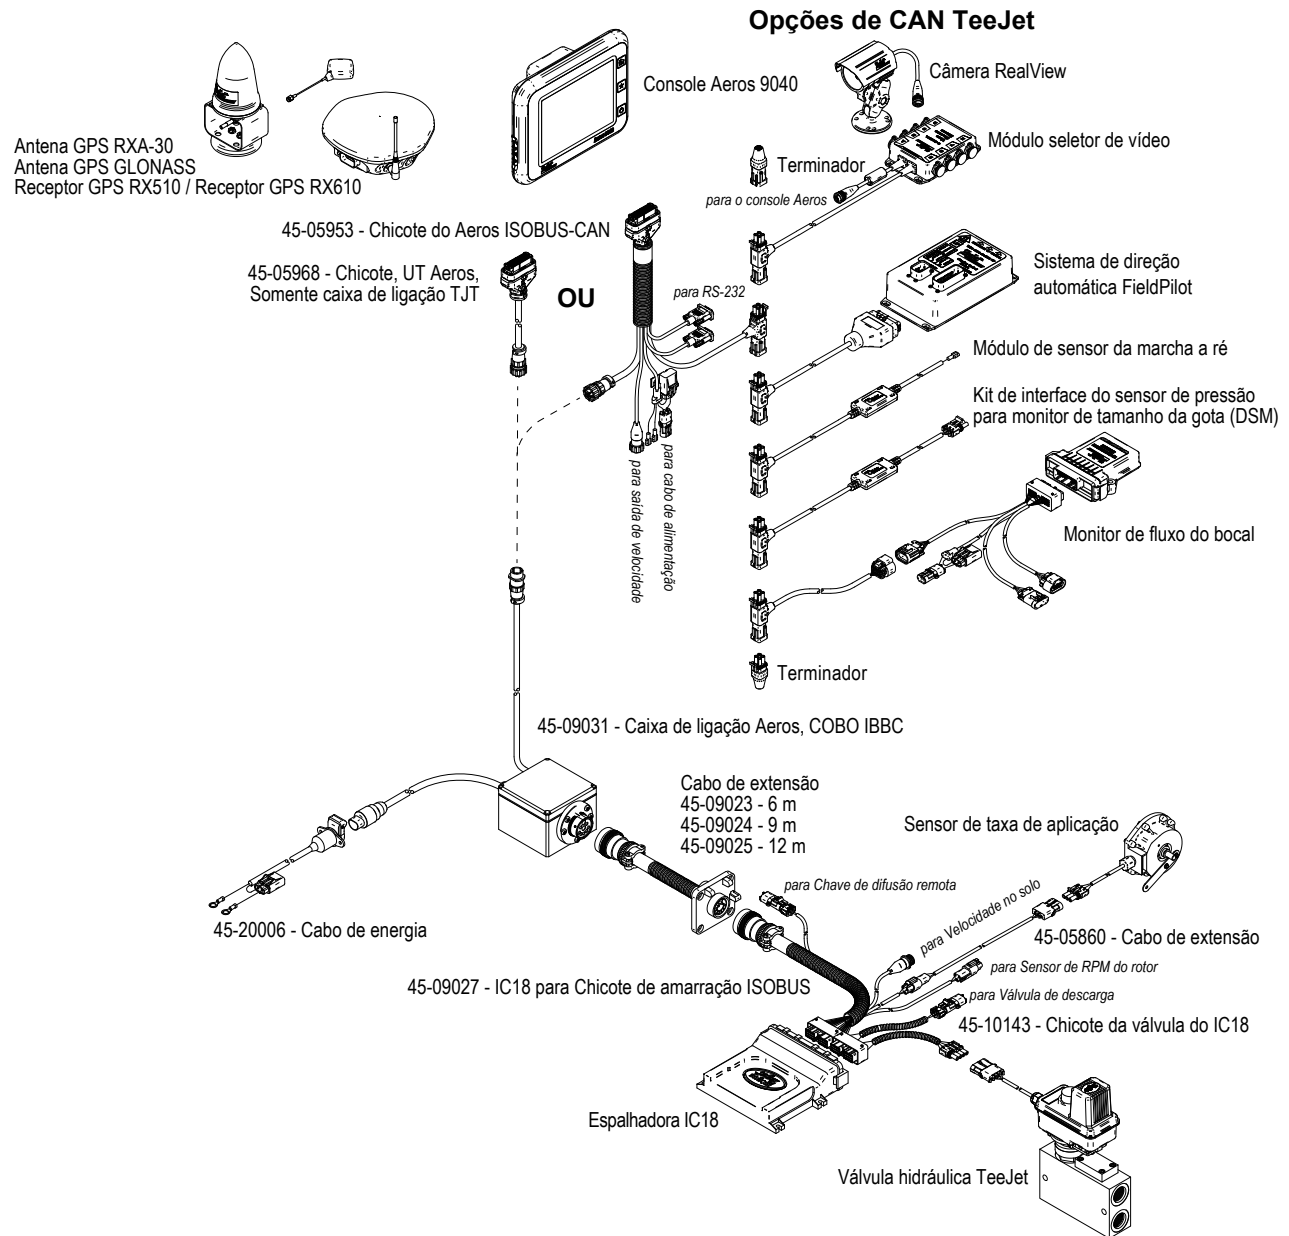 Opções de CAN TeeJet
Console Aeros 9040
Câmera RealView
Antena GPS RXA-30
Antena GPS GLONASS
Receptor GPS RX510 / Receptor GPS RX610
Terminador
Módulo seletor de vídeo
para o console Aeros
45-05953 - Chicote do Aeros ISOBUS-CAN
45-05968 - Chicote, UT Aeros,
Somente caixa de ligação TJT
OU
para RS-232
Sistema de direção
automática FieldPilot
Módulo de sensor da marcha a ré
Kit de interface do sensor de pressão
para monitor de tamanho da gota (DSM)
para saída de velocidade
para cabo de alimentação
Monitor de fluxo do bocal
Terminador
45-09031 - Caixa de ligação Aeros, COBO IBBC
Cabo de extensão
45-09023 - 6 m
45-09024 - 9 m
45-09025 - 12 m
Sensor de taxa de aplicação
para Chave de difusão remota
para Velocidade no solo
45-20006 - Cabo de energia
45-05860 - Cabo de extensão
para Sensor de RPM do rotor
45-09027 - IC18 para Chicote de amarração ISOBUS
para Válvula de descarga
45-10143 - Chicote da válvula do IC18
Espalhadora IC18
Válvula hidráulica TeeJet